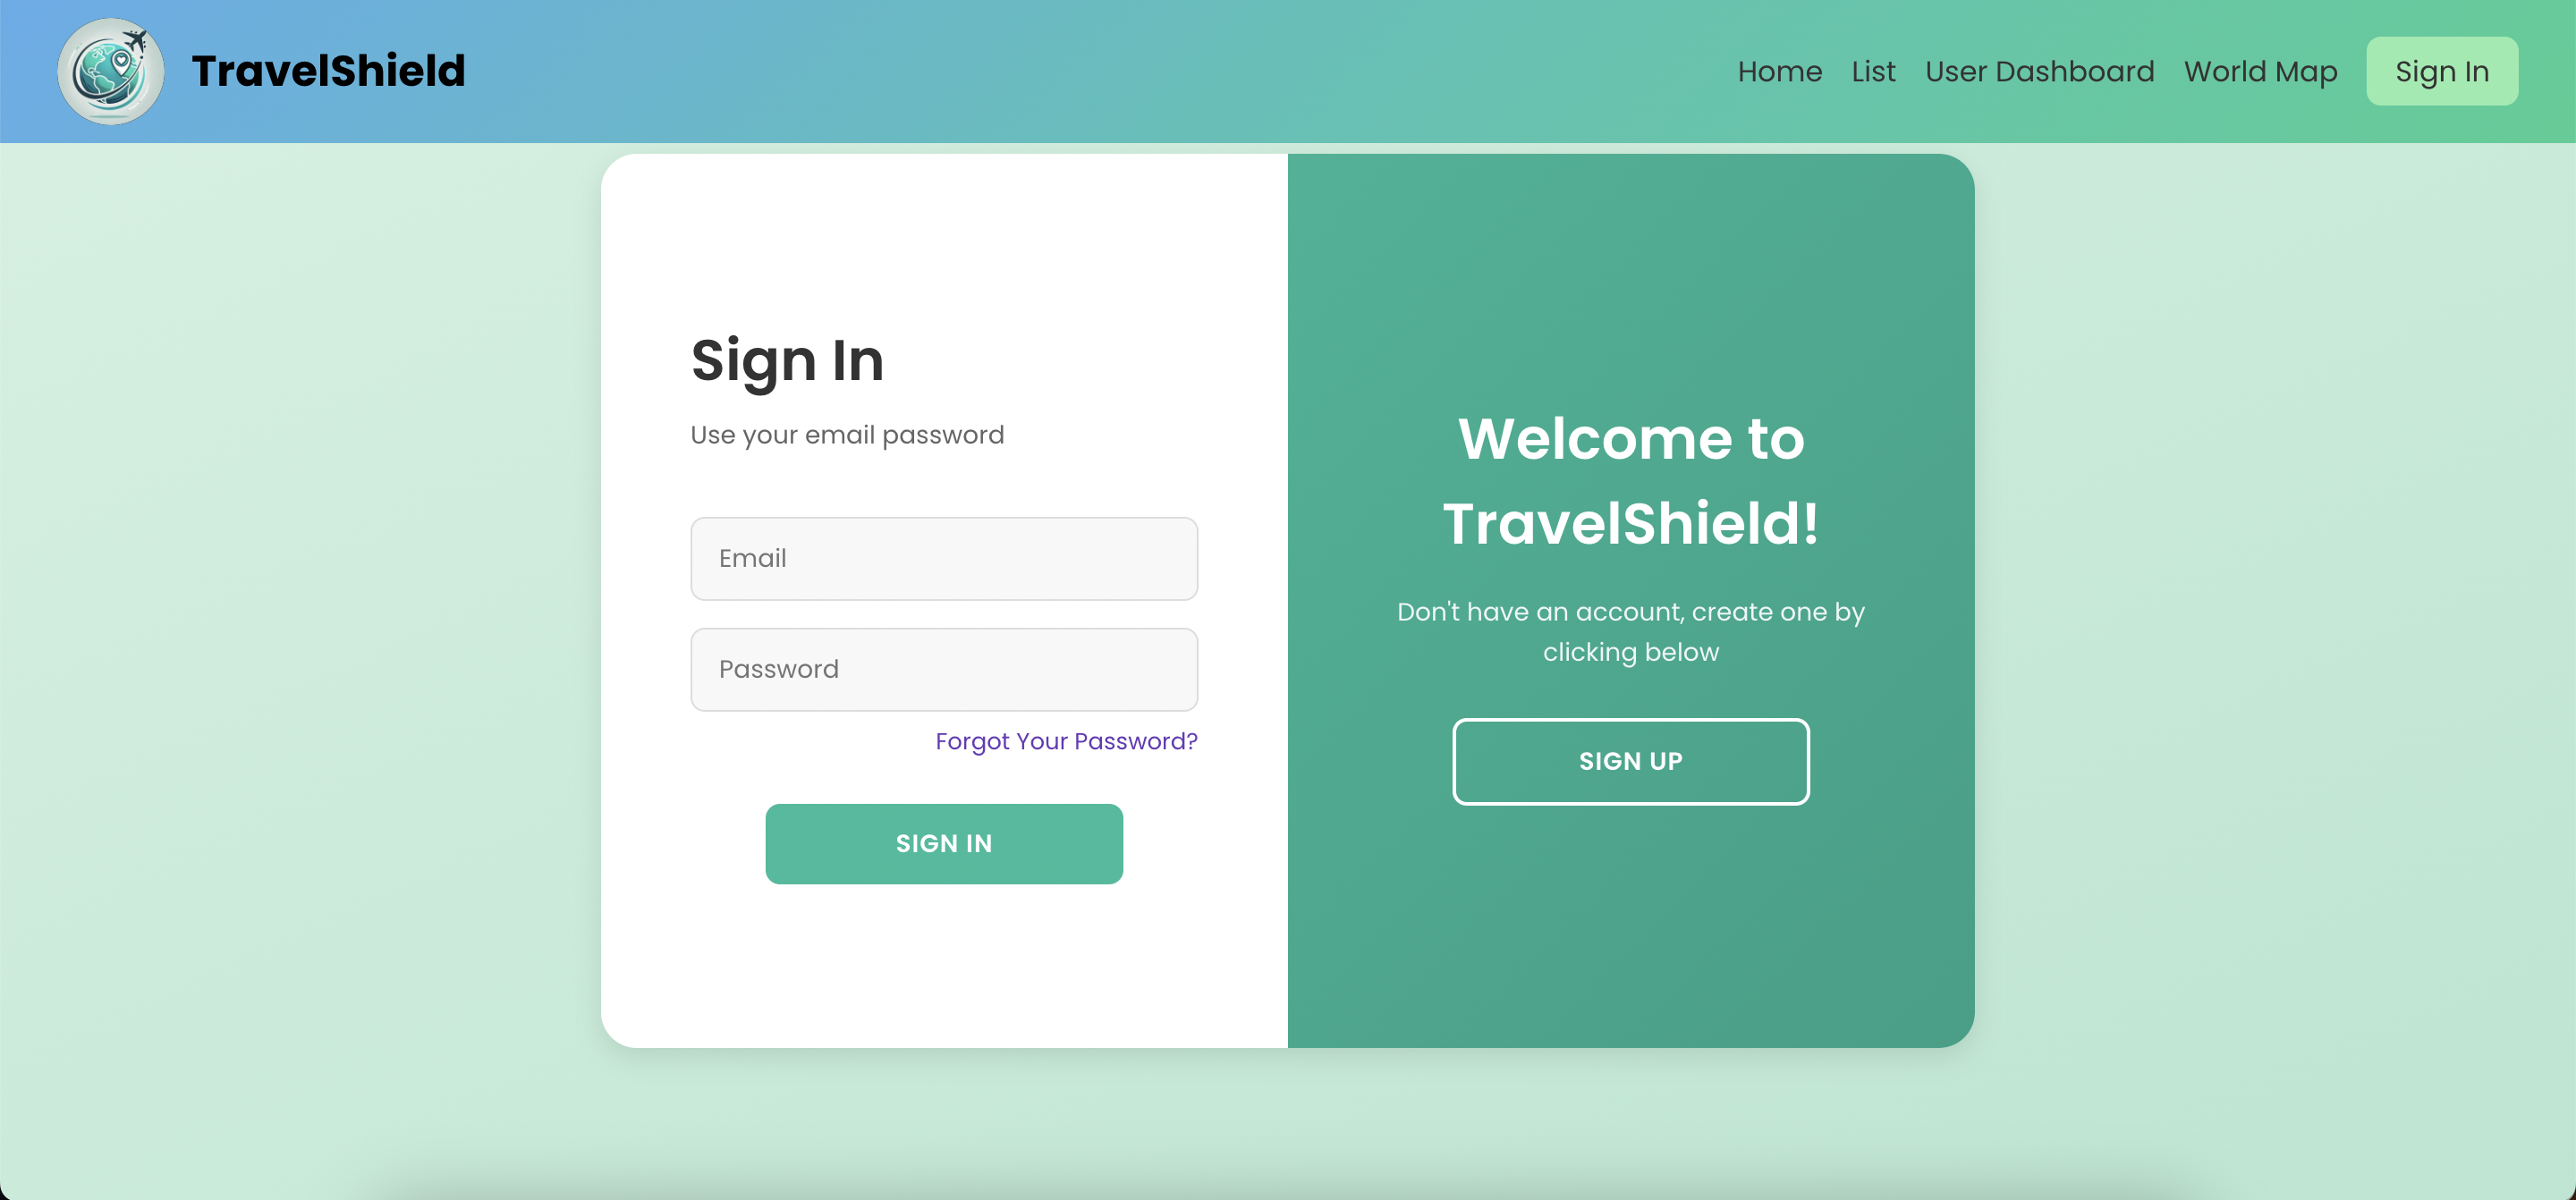 TravelShield
Home List User Dashboard World Map Sign In
Sign In
Use your email password
Email
Password
Forgot Your Password?
SIGN IN
Welcome to
TravelShield!
Don't have an account, create one by
clicking below
SIGN UP